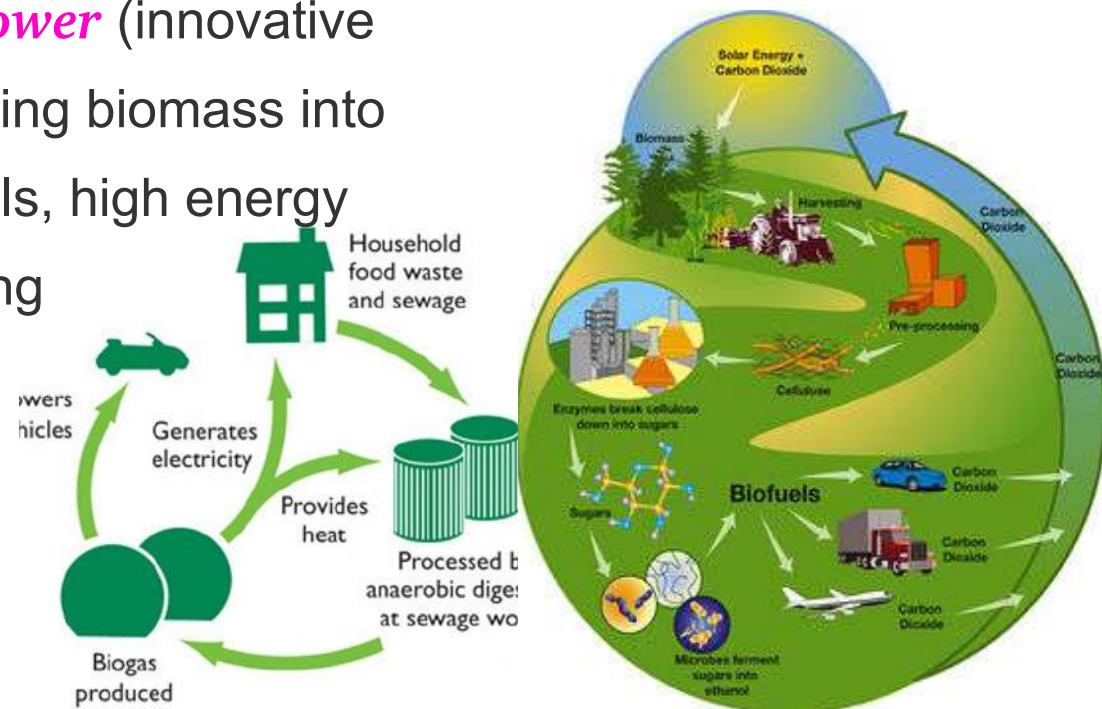 ower (innovative
ing biomass into
ls, high energy
ng
Household
food waste
and sewage
owers
hicles
Generates
electricity
Provides
heat
Processed b
anaerobic diges
at sewage wo
Biogas
produced
Solar Energy +
Carbon Dioxide
Biomass
Harvesting
Carbon
Dioxide
Pre-processing
Carbon
Dioxide
Cellulose
Enzymes break cellulose
down into sugars
Sugars
Biofuels
Carbon
Dioxide
Carbon
Dioxide
Carbon
Dioxide
Microbes ferment
sugars into
ethanol